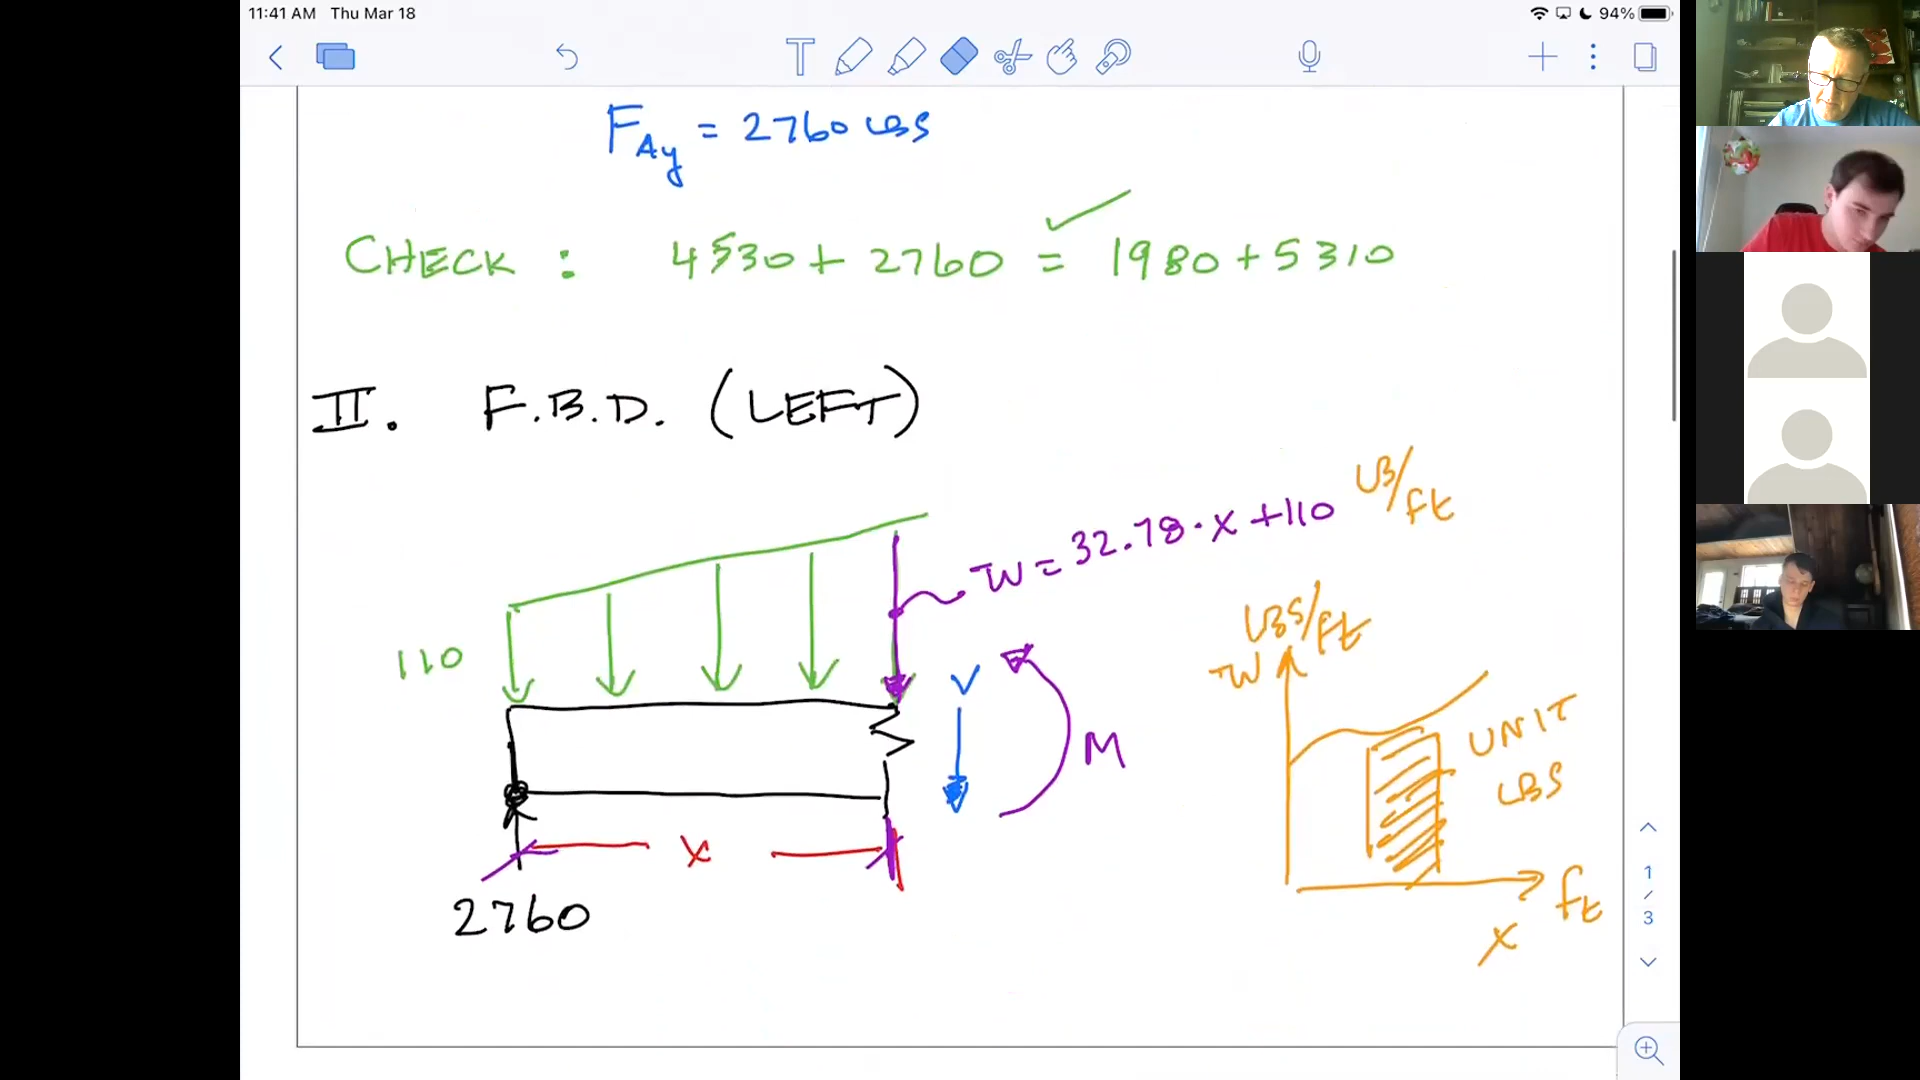 11:41 AM Thu Mar 18
94%
T
F_Ay = 2760 LBS
CHECK : 4530 + 2760 = 1980 + 5310
II. F.B.D. (LEFT)
W = 32.78 · X + 110 LB/ft
110
V
M
X
2760
LBS/ft
W
UNIT
LBS
ft
X
1
/
3